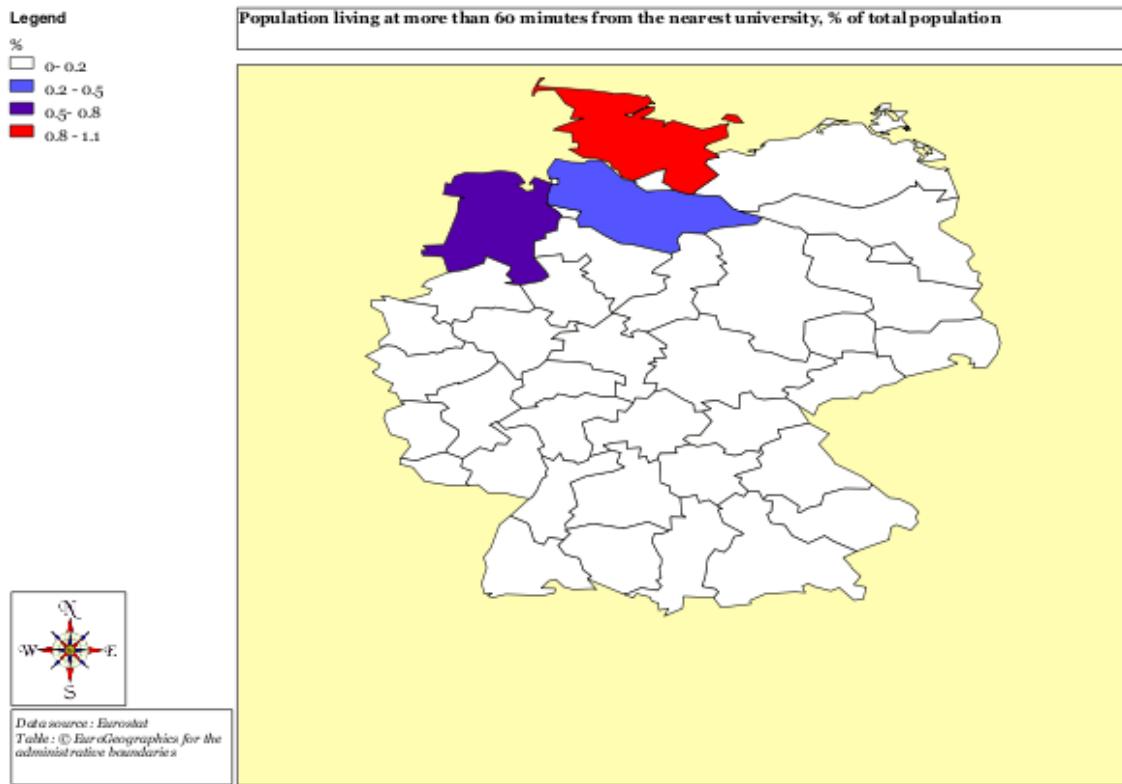 Legend
Population living at more than 60 minutes from the nearest university, % of total population
%
0- 0.2
0.2 - 0.5
0.5- 0.8
0.8 - 1.1
N
W E
S
Data source : Eurostat
Table : © EuroGeographics for the
administrative boundaries